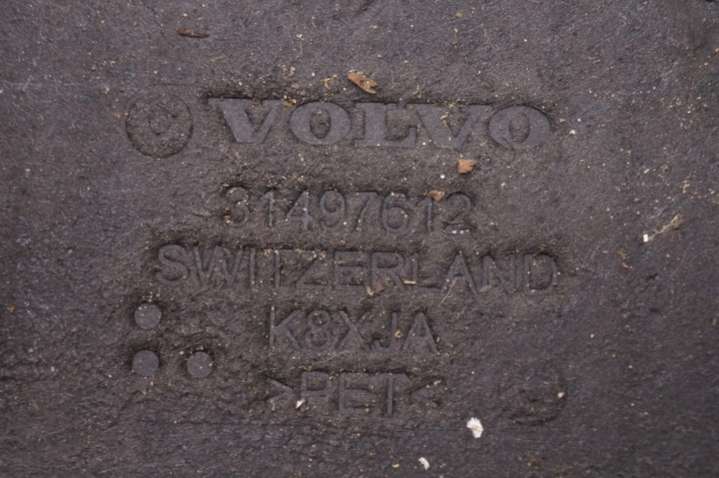 VOLVO
31497612
SWITZERLAND
K8XJA
>PET<